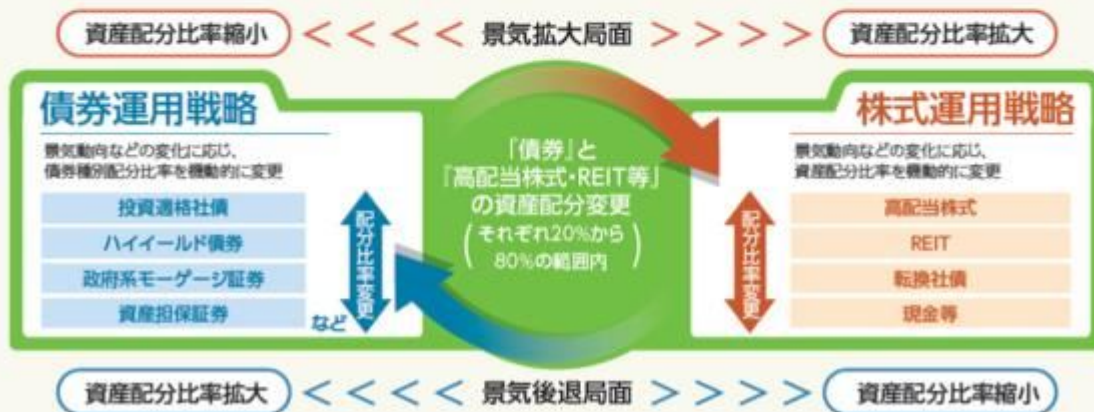 資産配分比率縮小 <<<< 景気拡大局面 >>>> 資産配分比率拡大
債券運用戦略
景気動向などの変化に応じ、
債券種別配分比率を機動的に変更
投資適格社債
ハイイールド債券
政府系モーゲージ証券
資産担保証券
など
配分比率変更
『債券』と
『高配当株式・REIT等』
の資産配分変更
(それぞれ20%から
80%の範囲内)
株式運用戦略
景気動向などの変化に応じ、
資産配分比率を機動的に変更
配分比率変更
高配当株式
REIT
転換社債
現金等
資産配分比率拡大 <<<< 景気後退局面 >>>> 資産配分比率縮小